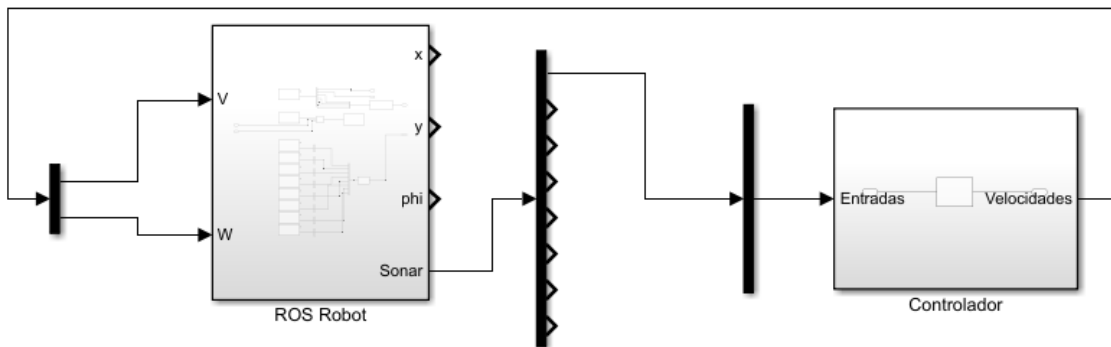 x
V
y
phi
W
Sonar
ROS Robot
Entradas
Velocidades
Controlador